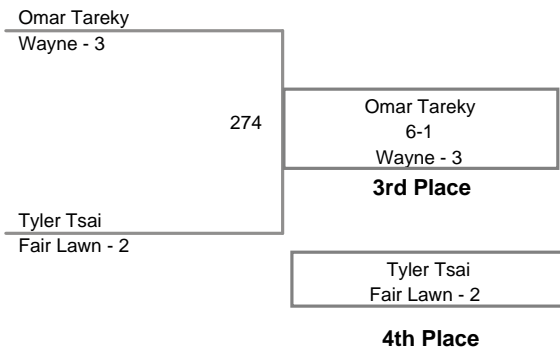 Omar Tareky
Wayne - 3
274
Omar Tareky
6-1
Wayne - 3
3rd Place
Tyler Tsai
Fair Lawn - 2
Tyler Tsai
Fair Lawn - 2
4th Place